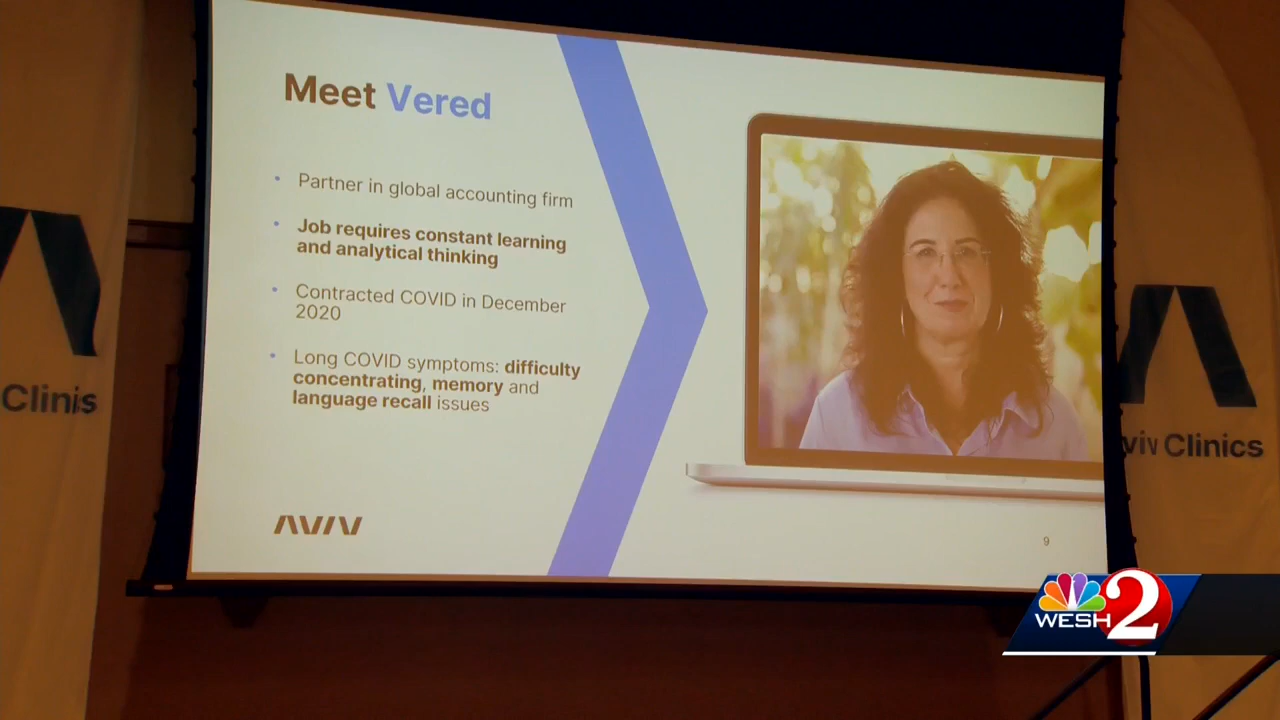 Meet Vered
Partner in global accounting firm
Job requires constant learning
and analytical thinking
Contracted COVID in December
2020
Long COVID symptoms: difficulty
concentrating, memory and
language recall issues
AVIV
9
Clinics
viv Clinics
WESH 2